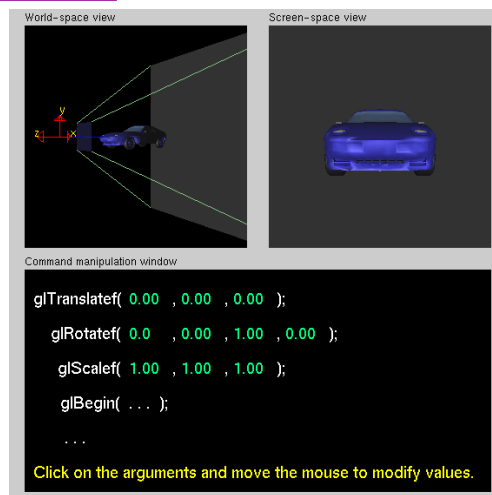 World-space view
Screen-space view
y
z x
Command manipulation window
glTranslatef( 0.00 , 0.00 , 0.00 );
glRotatef( 0.0 , 0.00 , 1.00 , 0.00 );
glScalef( 1.00 , 1.00 , 1.00 );
glBegin( . . . );
. . .
Click on the arguments and move the mouse to modify values.